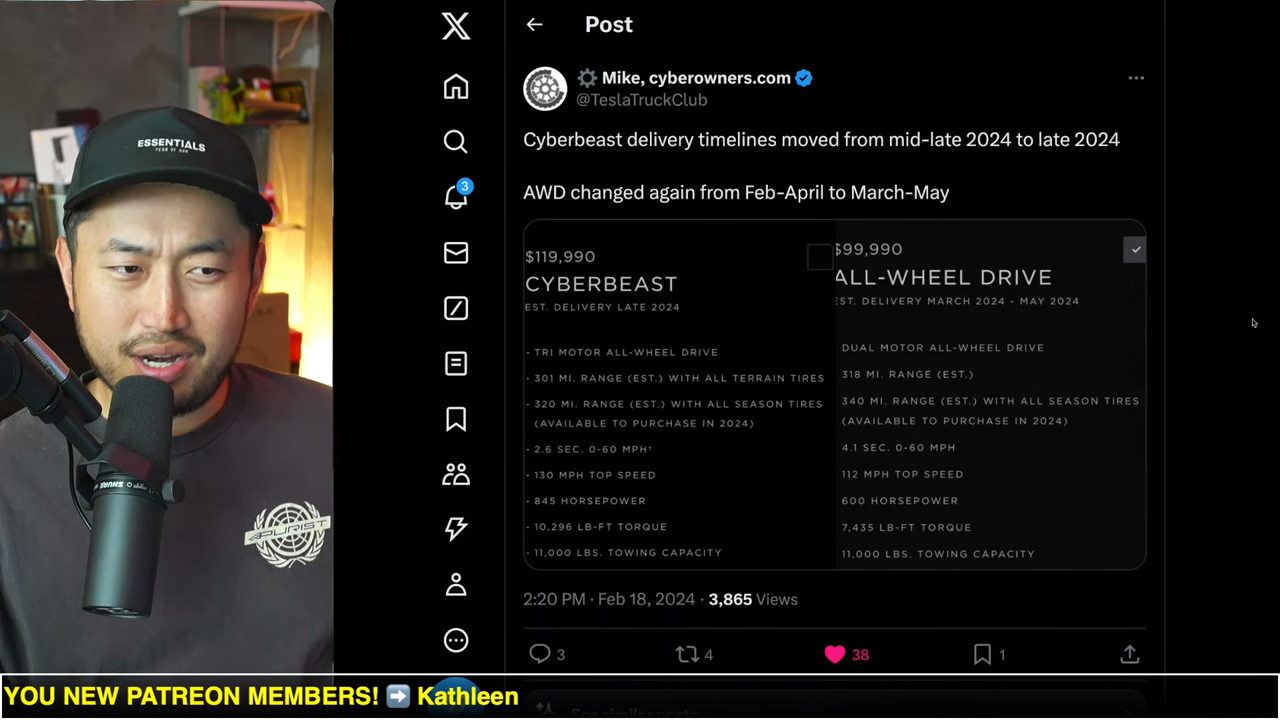 ESSENTIALS
FEAR OF GOD
SHURE
PURIST
3
Post
Mike, cyberowners.com
@TeslaTruckClub
Cyberbeast delivery timelines moved from mid-late 2024 to late 2024
AWD changed again from Feb-April to March-May
$119,990
CYBERBEAST
EST. DELIVERY LATE 2024
- TRI MOTOR ALL-WHEEL DRIVE
- 301 MI. RANGE (EST.) WITH ALL TERRAIN TIRES
- 320 MI. RANGE (EST.) WITH ALL SEASON TIRES
(AVAILABLE TO PURCHASE IN 2024)
- 2.6 SEC. 0-60 MPH†
- 130 MPH TOP SPEED
- 845 HORSEPOWER
- 10,296 LB-FT TORQUE
- 11,000 LBS. TOWING CAPACITY
$99,990
ALL-WHEEL DRIVE
EST. DELIVERY MARCH 2024 - MAY 2024
DUAL MOTOR ALL-WHEEL DRIVE
318 MI. RANGE (EST.)
340 MI. RANGE (EST.) WITH ALL SEASON TIRES
(AVAILABLE TO PURCHASE IN 2024)
4.1 SEC. 0-60 MPH
112 MPH TOP SPEED
600 HORSEPOWER
7,435 LB-FT TORQUE
11,000 LBS. TOWING CAPACITY
2:20 PM · Feb 18, 2024 · 3,865 Views
3 4 38 1
See similar posts
YOU NEW PATREON MEMBERS! ➡️ Kathleen